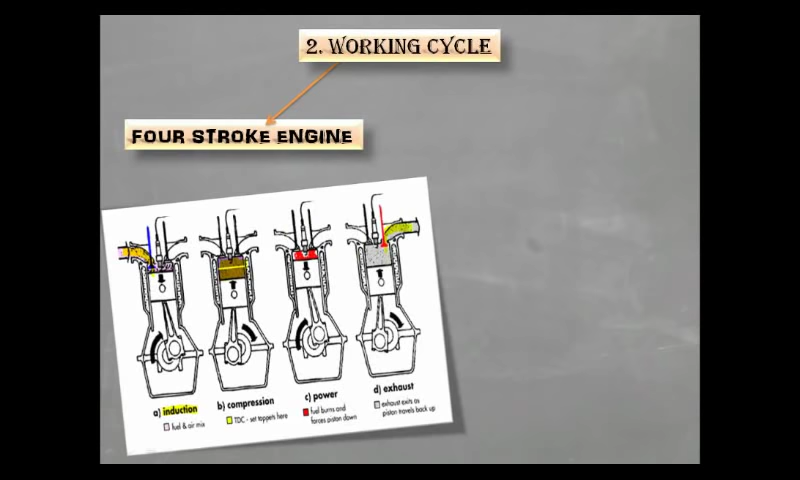 2. WORKING CYCLE
FOUR STROKE ENGINE
a) induction
fuel & air mix
b) compression
TDC - set tappets here
c) power
fuel burns and
forces piston down
d) exhaust
exhaust exits as
piston travels back up